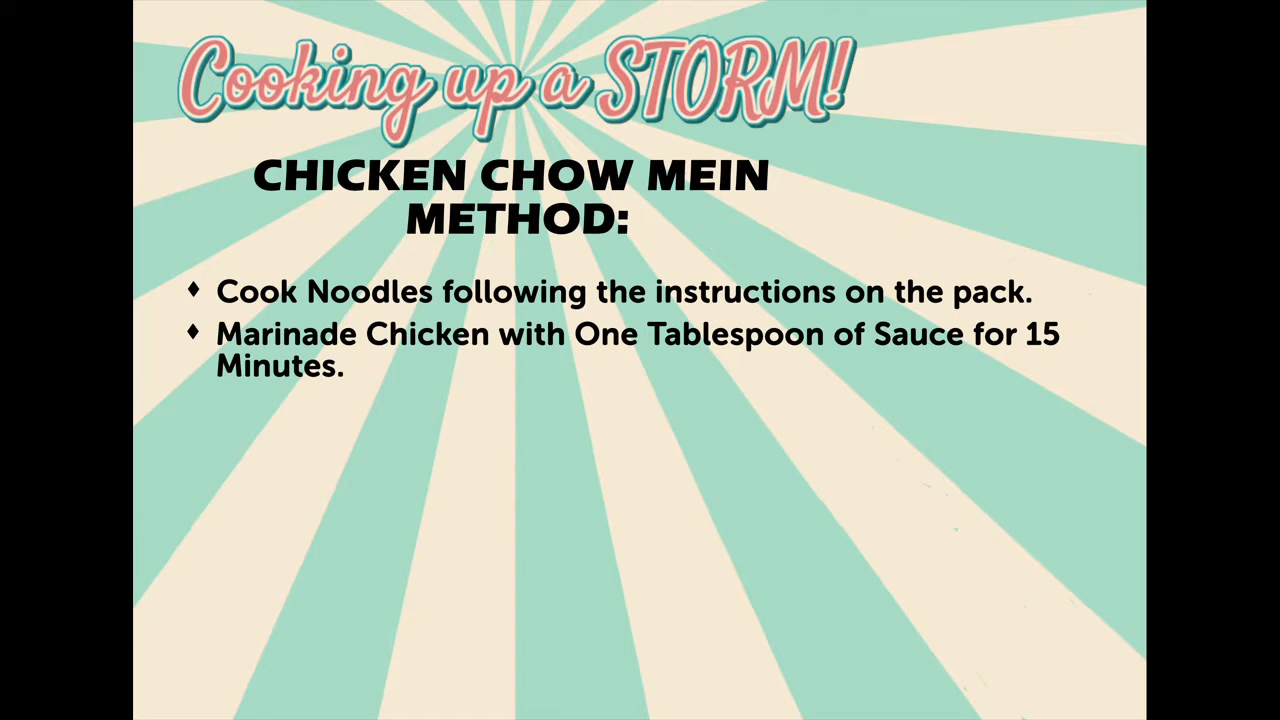 Cooking up a STORM!
CHICKEN CHOW MEIN
METHOD:
♦ Cook Noodles following the instructions on the pack.
♦ Marinade Chicken with One Tablespoon of Sauce for 15
Minutes.